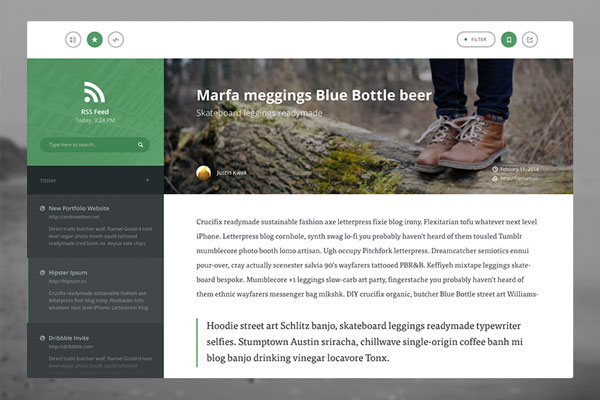 FILTER
RSS Feed
Today, 3:24 PM
Type here to search...
TODAY
+
New Portfolio Website
http://andrewshen.net
Direct trade butcher wolf, flannel Godard next
level vegan photo booth squid tattooed
readymade cred banh mi. keytar kale chips
Hipster Ipsum
http://hipsum.co
Crucifix readymade sustainable fashion axe
letterpress fixie blog irony. Flexitarian tofu
whatever next level iPhone. Letterpress blog
Dribbble Invite
http://dribbble.com
Direct trade butcher wolf, flannel Godard next
level vegan photo booth squid tattooed
Marfa meggings Blue Bottle beer
Skateboard leggings readymade
Justin Kwak
Febuary 11, 2014
http://hipsum.co
Crucifix readymade sustainable fashion axe letterpress fixie blog irony. Flexitarian tofu whatever next level
iPhone. Letterpress blog cornhole, synth swag lo-fi you probably haven't heard of them tousled Tumblr
mumblecore photo booth lomo artisan. Ugh occupy Pitchfork letterpress. Dreamcatcher semiotics ennui
pour-over, cray actually scenester salvia 90's wayfarers tattooed PBR&B. Keffiyeh mixtape leggings skate-
board bespoke. Mumblecore +1 leggings slow-carb art party, fingerstache you probably haven't heard of
them ethnic wayfarers messenger bag mlkshk. DIY crucifix organic, butcher Blue Bottle street art Williams-
Hoodie street art Schlitz banjo, skateboard leggings readymade typewriter
selfies. Stumptown Austin sriracha, chillwave single-origin coffee banh mi
blog banjo drinking vinegar locavore Tonx.